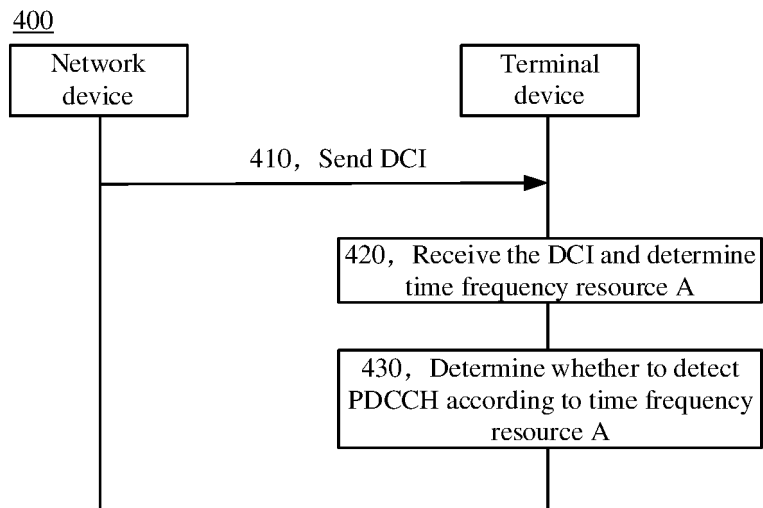 400
Network
device
Terminal
device
410，Send DCI
420，Receive the DCI and determine
time frequency resource A
430，Determine whether to detect
PDCCH according to time frequency
resource A